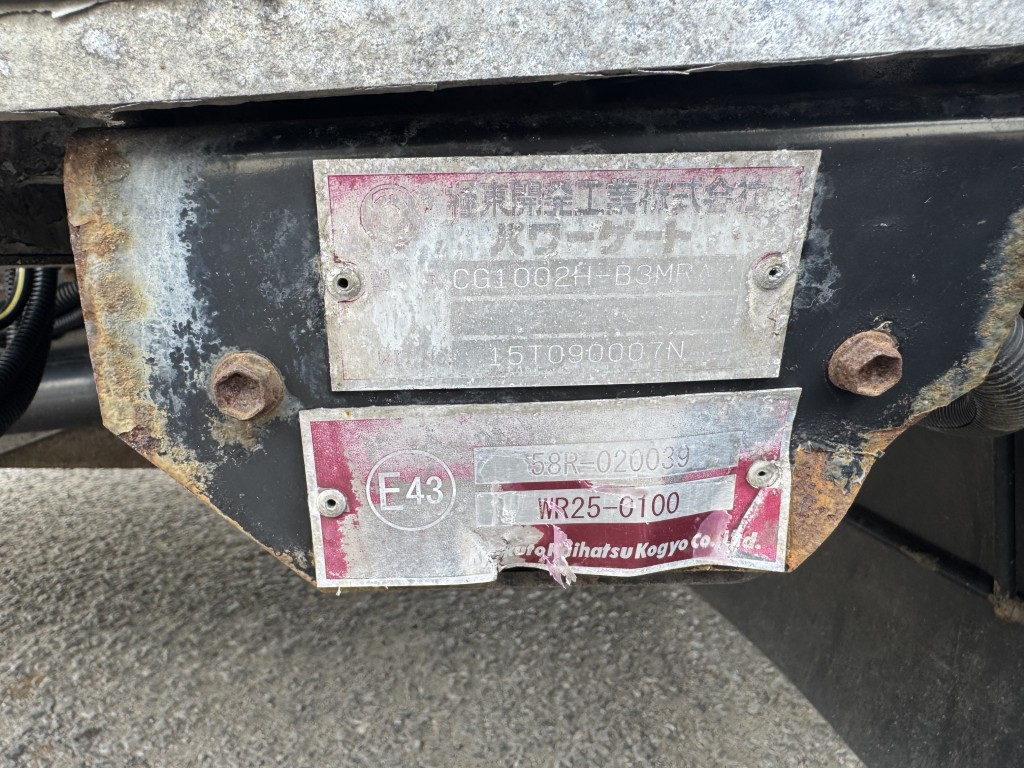 極東開発工業株式会社
パワーゲート
CG1002H-B3MR
15T090007N
E43
58R-020039
WR25-0100
Kaihatsu Kogyo Co., Ltd.